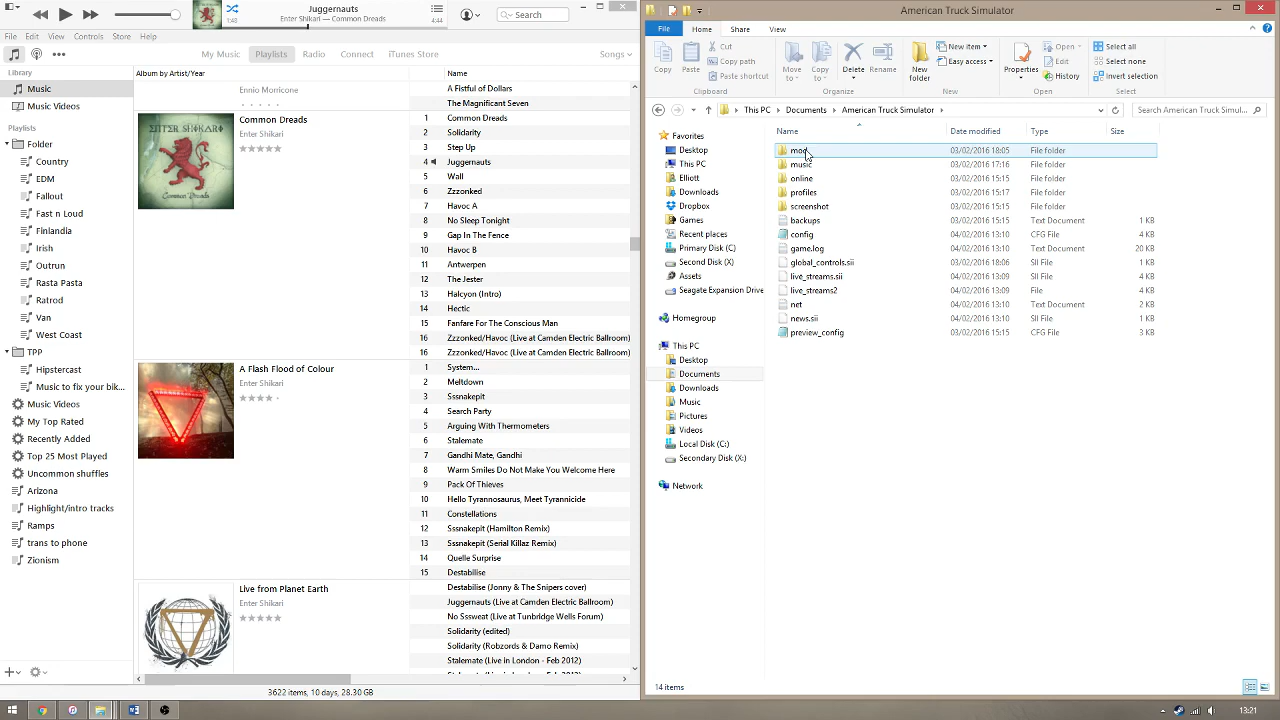 Juggernauts
Enter Shikari — Common Dreads
1:48
4:44
Search
File Edit View Controls Store Help
My Music Playlists Radio Connect iTunes Store Songs
Library
Music
Music Videos
Playlists
Folder
Country
EDM
Fallout
Fast n Loud
Finlandia
Irish
Outrun
Rasta Pasta
Ratrod
Van
West Coast
TPP
Hipstercast
Music to fix your bik...
Music Videos
My Top Rated
Recently Added
Top 25 Most Played
Uncommon shuffles
Arizona
Highlight/intro tracks
Ramps
trans to phone
Zionism
Album by Artist/Year
Name
Ennio Morricone
A Fistful of Dollars
The Magnificent Seven
ENTER SHIKARI
Common Dreads
Common Dreads
Enter Shikari
1 Common Dreads
2 Solidarity
3 Step Up
4 Juggernauts
5 Wall
6 Zzzonked
7 Havoc A
8 No Sleep Tonight
9 Gap In The Fence
10 Havoc B
11 Antwerpen
12 The Jester
13 Halcyon (Intro)
14 Hectic
15 Fanfare For The Conscious Man
16 Zzzonked/Havoc (Live at Camden Electric Ballroom)
16 Zzzonked/Havoc (Live at Camden Electric Ballroom)
A Flash Flood of Colour
Enter Shikari
1 System...
2 Meltdown
3 Sssnakepit
4 Search Party
5 Arguing With Thermometers
6 Stalemate
7 Gandhi Mate, Gandhi
8 Warm Smiles Do Not Make You Welcome Here
9 Pack Of Thieves
10 Hello Tyrannosaurus, Meet Tyrannicide
11 Constellations
12 Sssnakepit (Hamilton Remix)
13 Sssnakepit (Serial Killaz Remix)
14 Quelle Surprise
15 Destabilise
Live from Planet Earth
Enter Shikari
Destabilise (Jonny & The Snipers cover)
Juggernauts (Live at Camden Electric Ballroom)
No Sssweat (Live at Tunbridge Wells Forum)
Solidarity (edited)
Solidarity (Robzords & Damo Remix)
Stalemate (Live in London - Feb 2012)
3622 items, 10 days, 28.30 GB
American Truck Simulator
File Home Share View
Copy
Paste
Cut
Copy path
Paste shortcut
Clipboard
Move to
Copy to
Delete
Rename
Organize
New folder
New item
Easy access
New
Properties
Open
Edit
History
Open
Select all
Select none
Invert selection
Select
This PC Documents American Truck Simulator
Search American Truck Simulat...
Favorites
Desktop
This PC
Elliott
Downloads
Dropbox
Games
Recent places
Primary Disk (C)
Second Disk (X)
Assets
Seagate Expansion Drive
Homegroup
This PC
Desktop
Documents
Downloads
Music
Pictures
Videos
Local Disk (C:)
Secondary Disk (X:)
Network
Name Date modified Type Size
mod 03/02/2016 18:05 File folder
music 03/02/2016 17:16 File folder
online 03/02/2016 15:15 File folder
profiles 03/02/2016 15:17 File folder
screenshot 03/02/2016 15:15 File folder
backups 03/02/2016 15:15 Text Document 1 KB
config 04/02/2016 13:10 CFG File 4 KB
game.log 04/02/2016 13:10 Text Document 20 KB
global_controls.sii 03/02/2016 18:06 SII File 1 KB
live_streams.sii 04/02/2016 13:09 SII File 4 KB
live_streams2 04/02/2016 13:09 File 4 KB
net 04/02/2016 13:10 Text Document 2 KB
news.sii 04/02/2016 13:10 SII File 1 KB
preview_config 03/02/2016 15:15 CFG File 3 KB
14 items
13:21